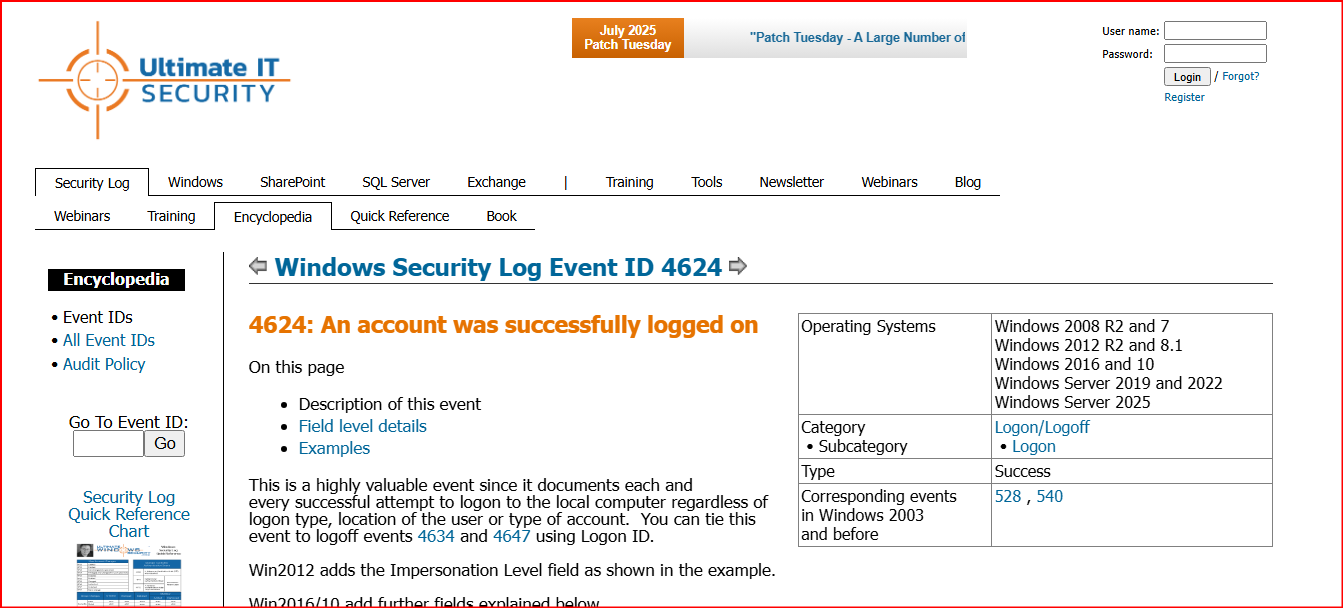 Ultimate IT
SECURITY
July 2025
Patch Tuesday
"Patch Tuesday - A Large Number of
User name:
Password:
Login / Forgot?
Register
Security Log Windows SharePoint SQL Server Exchange | Training Tools Newsletter Webinars Blog
Webinars Training Encyclopedia Quick Reference Book
Encyclopedia
• Event IDs
• All Event IDs
• Audit Policy
Go To Event ID:
Go
Security Log
Quick Reference
Chart
Windows Security Log Event ID 4624
4624: An account was successfully logged on
On this page
• Description of this event
• Field level details
• Examples
This is a highly valuable event since it documents each and
every successful attempt to logon to the local computer regardless of
logon type, location of the user or type of account. You can tie this
event to logoff events 4634 and 4647 using Logon ID.
Win2012 adds the Impersonation Level field as shown in the example.
Win2016/10 add further fields explained below.
Operating Systems
Windows 2008 R2 and 7
Windows 2012 R2 and 8.1
Windows 2016 and 10
Windows Server 2019 and 2022
Windows Server 2025
Category
• Subcategory
Logon/Logoff
• Logon
Type
Success
Corresponding events
in Windows 2003
and before
528 , 540